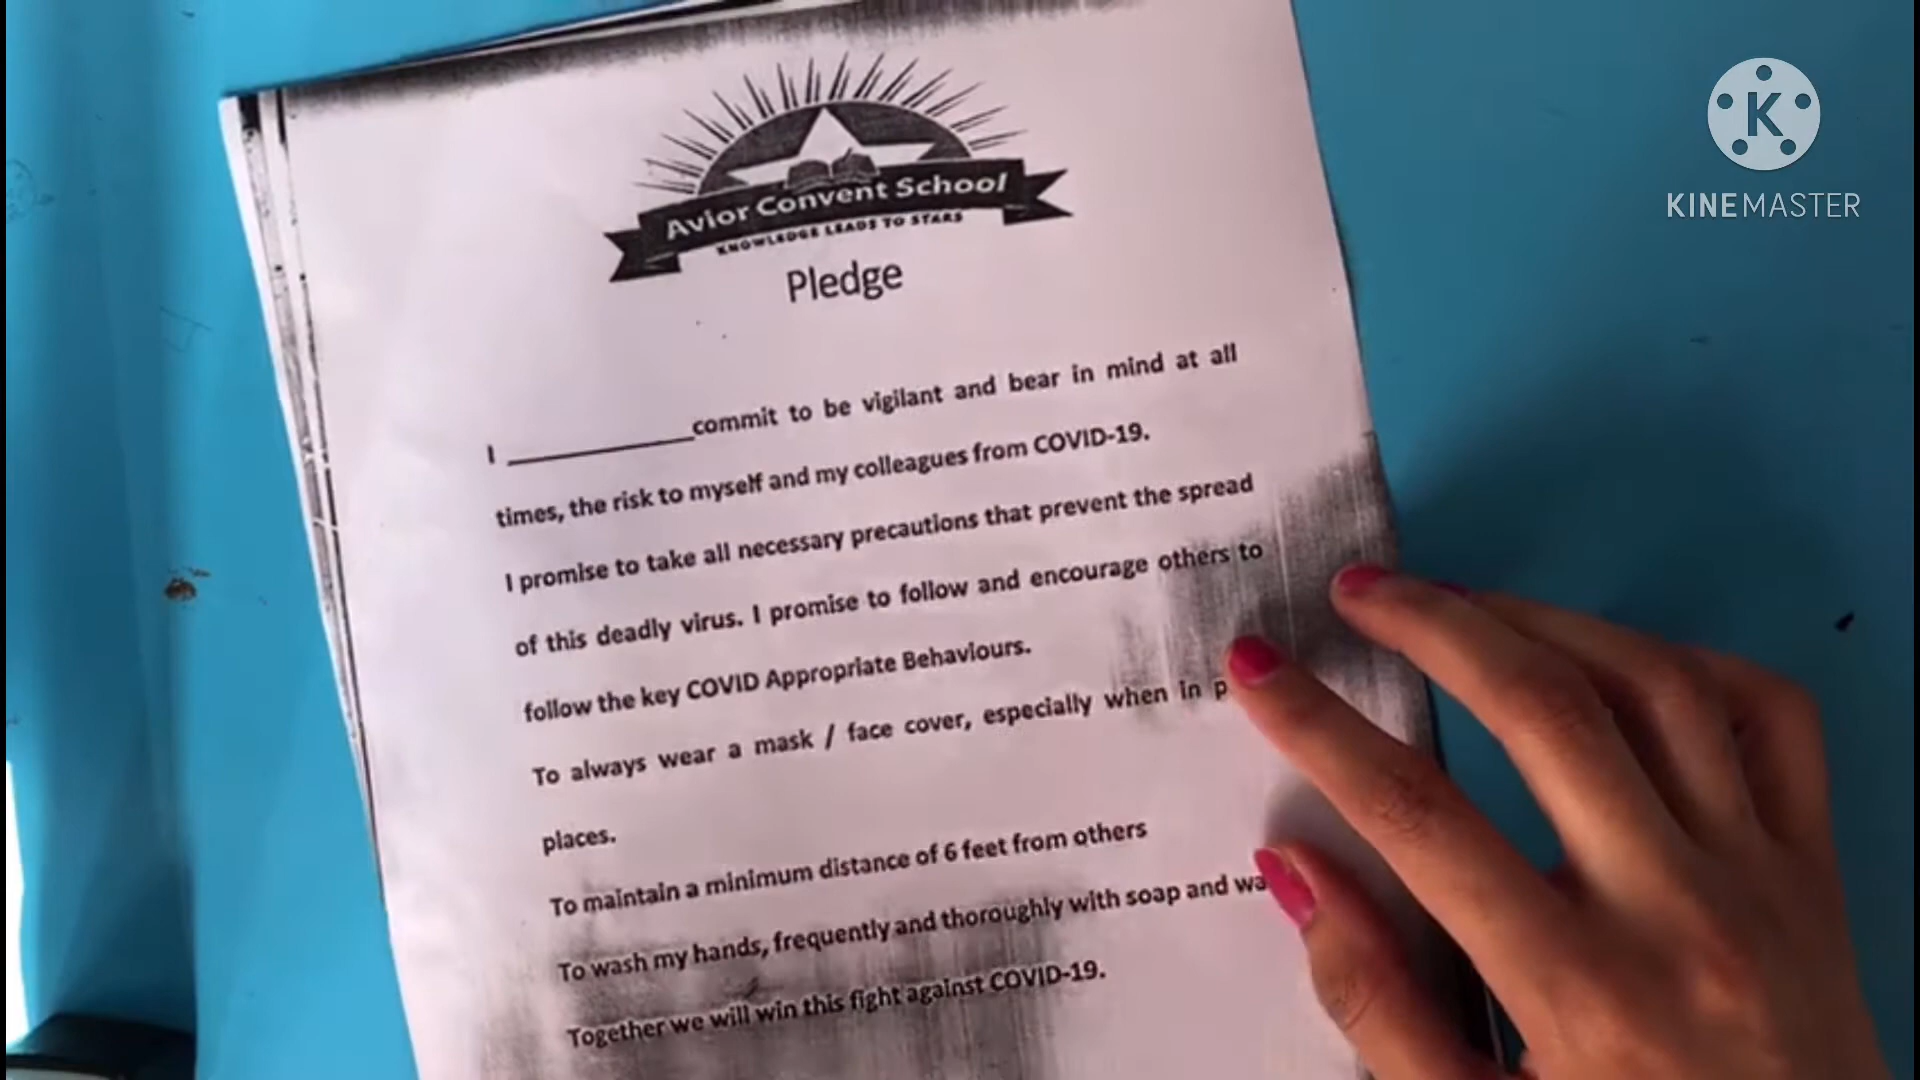 Avior Convent School
KNOWLEDGE LEADS TO STARS
Pledge
I ____________commit to be vigilant and bear in mind at all
times, the risk to myself and my colleagues from COVID-19.
I promise to take all necessary precautions that prevent the spread
of this deadly virus. I promise to follow and encourage others to
follow the key COVID Appropriate Behaviours.
To always wear a mask / face cover, especially when in
places.
To maintain a minimum distance of 6 feet from others
To wash my hands, frequently and thoroughly with soap and
Together we will win this fight against COVID-19.
K
KINEMASTER